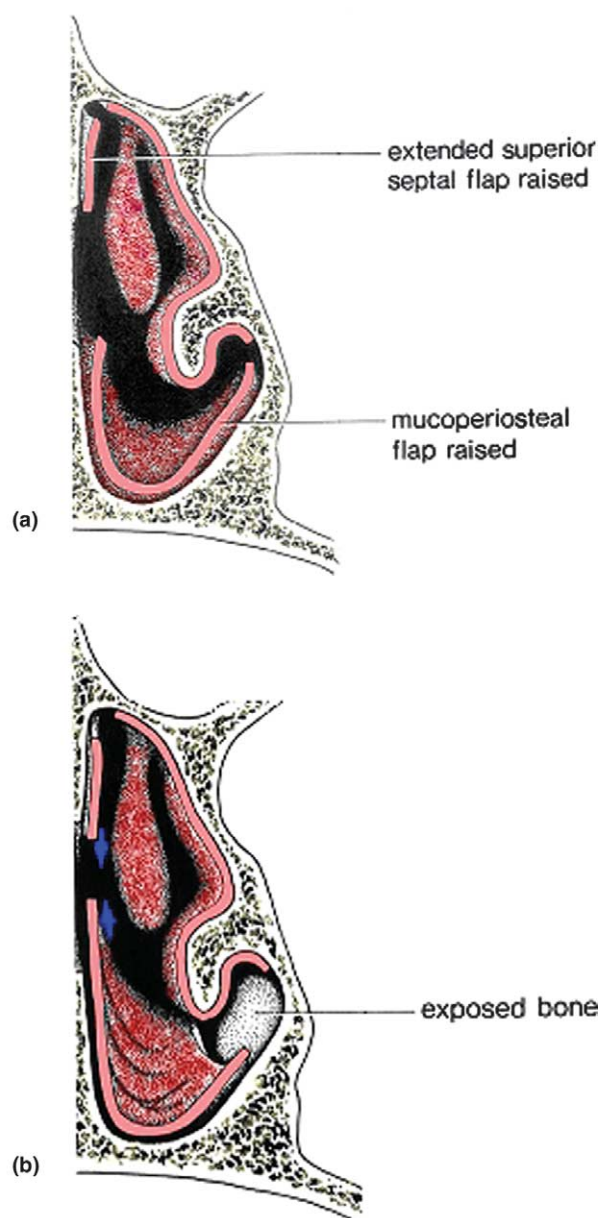 extended superior
septal flap raised
mucoperiosteal
flap raised
(a)
exposed bone
(b)